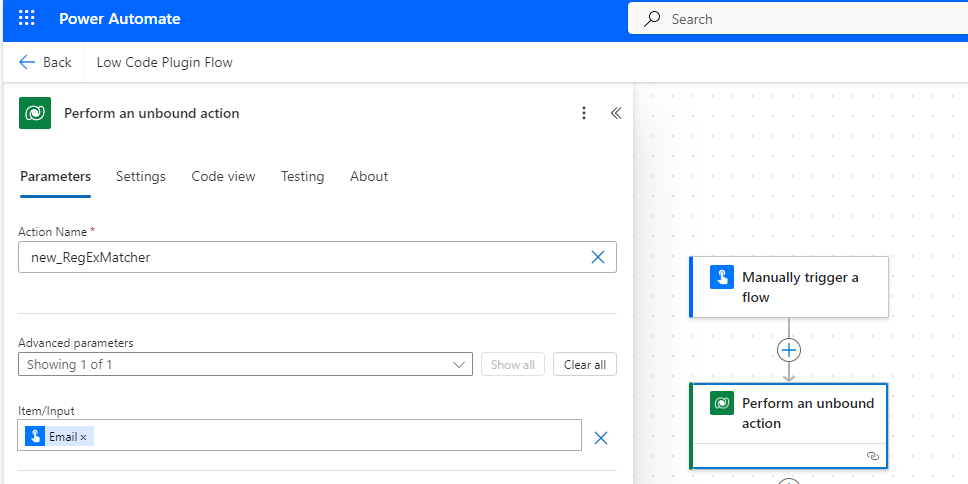 Power Automate
Search
Back
Low Code Plugin Flow
Perform an unbound action
Parameters
Settings
Code view
Testing
About
Action Name *
new_RegExMatcher
Advanced parameters
Showing 1 of 1
Show all
Clear all
Item/Input
Email ×
Manually trigger a
flow
Perform an unbound
action